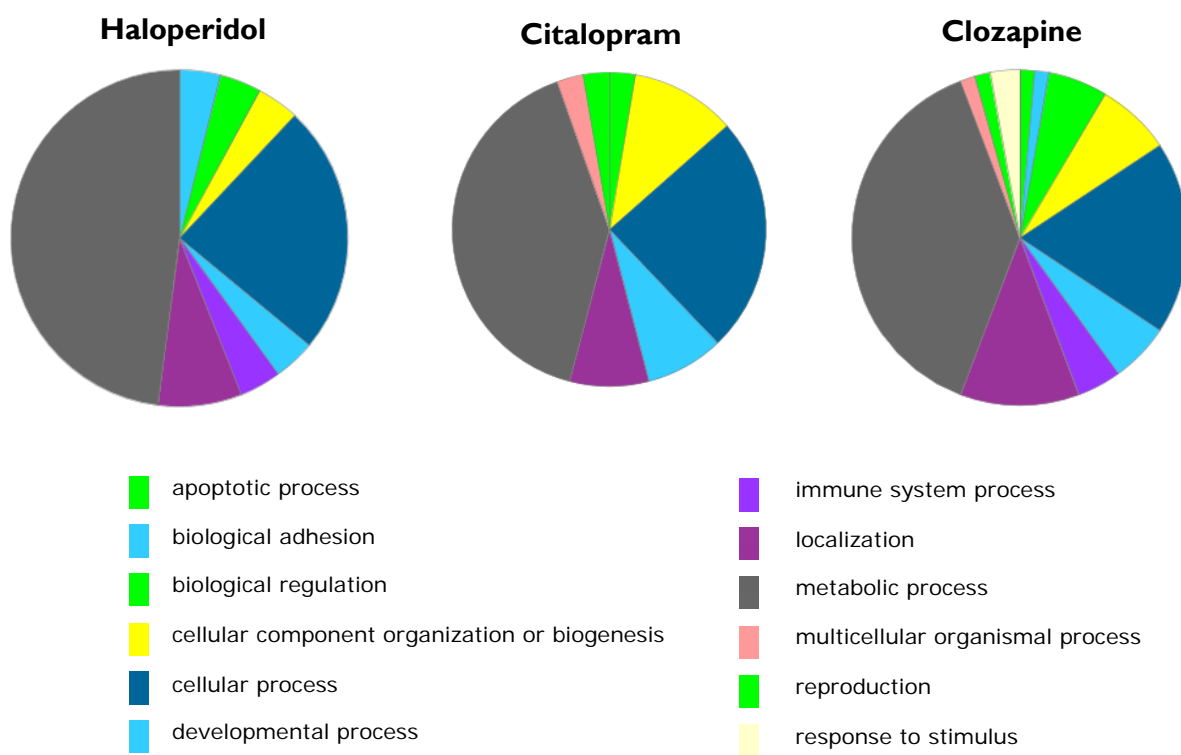 Haloperidol
Citalopram
Clozapine
apoptotic process
biological adhesion
biological regulation
cellular component organization or biogenesis
cellular process
developmental process
immune system process
localization
metabolic process
multicellular organismal process
reproduction
response to stimulus